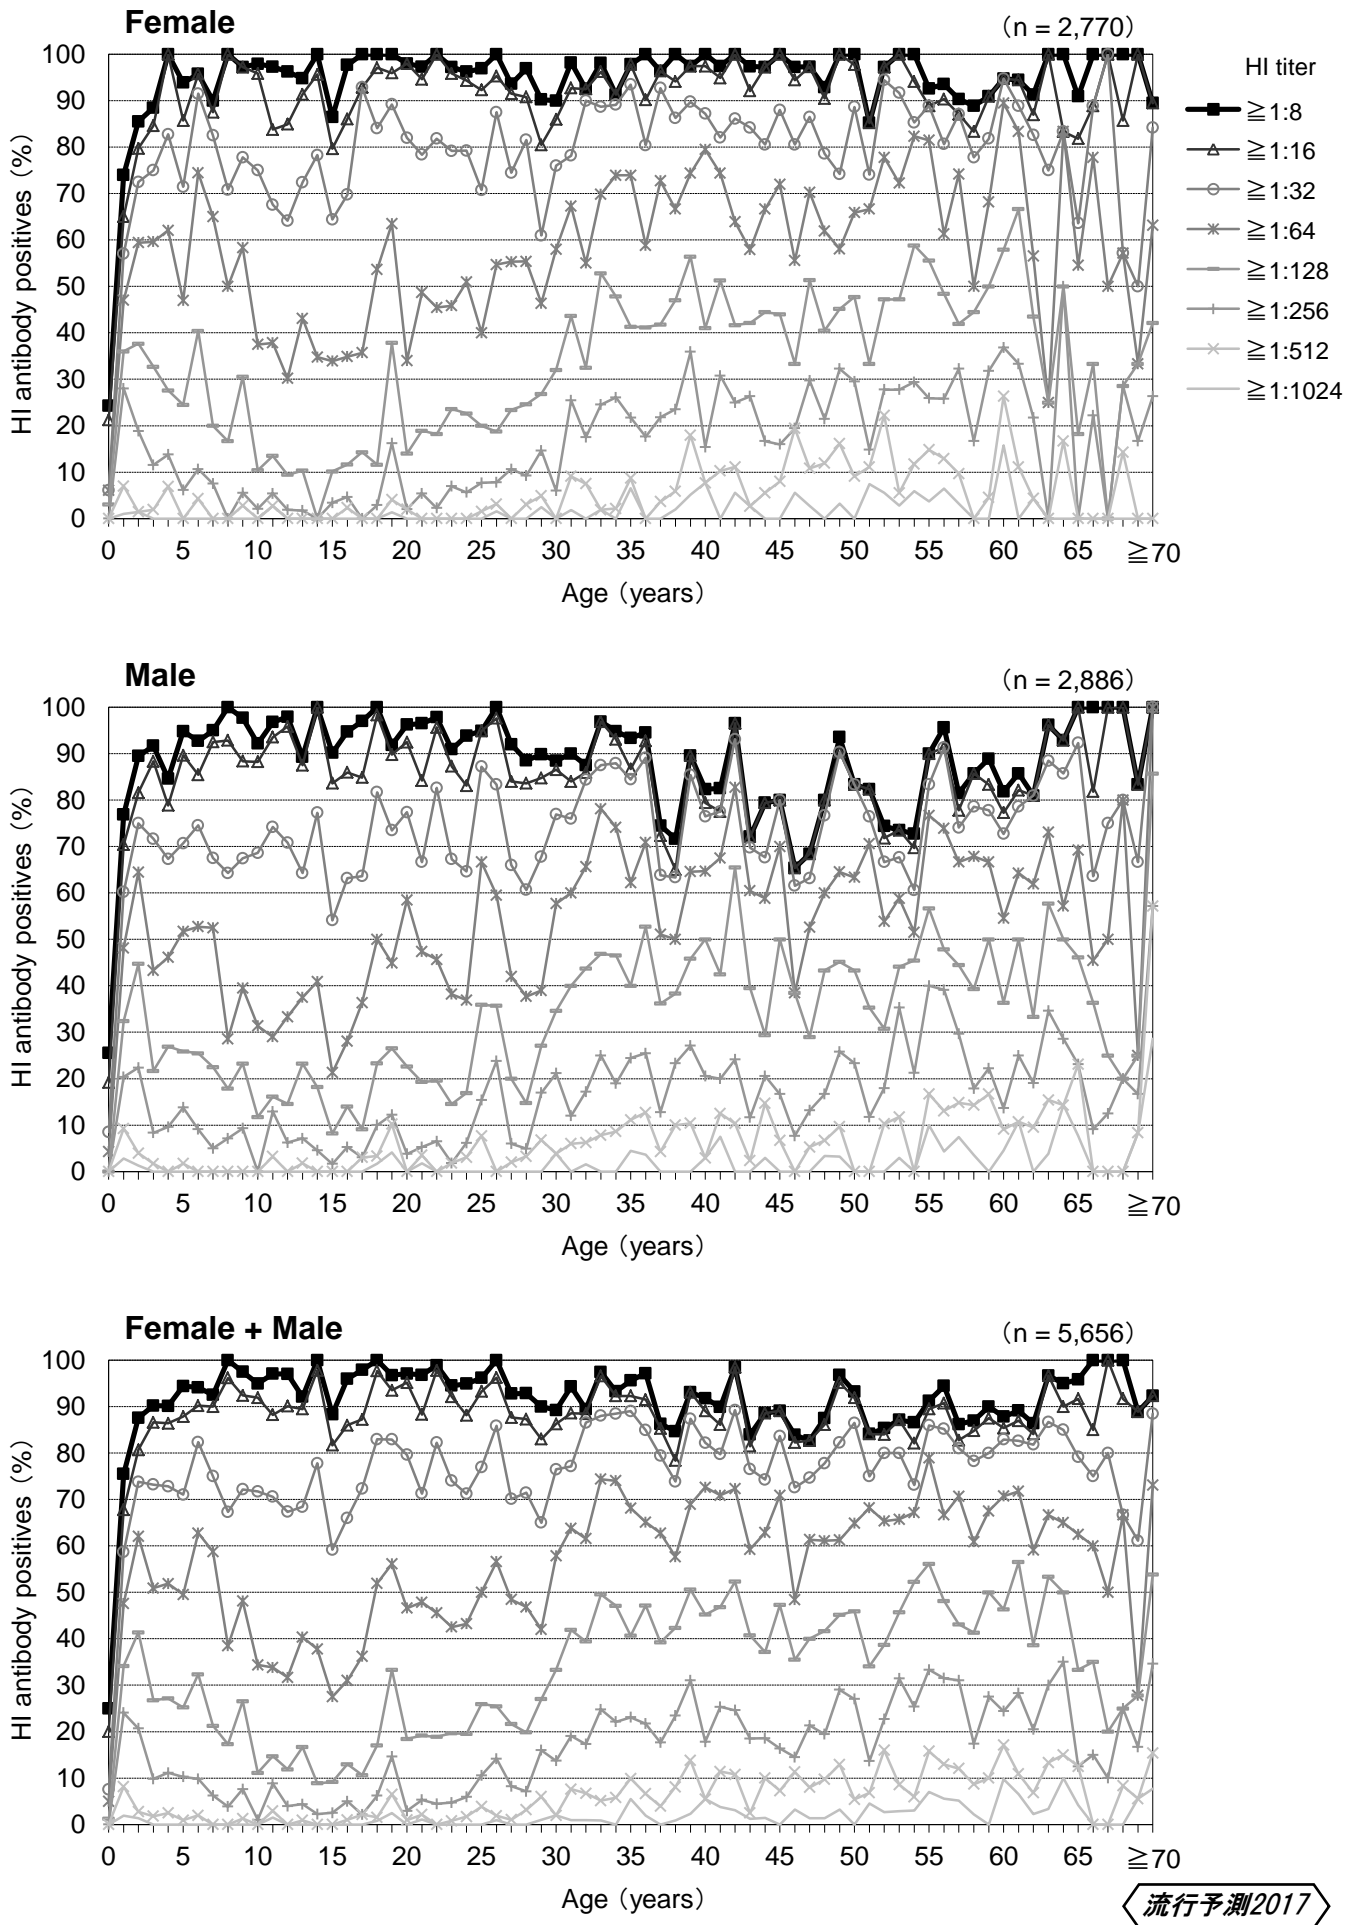 Female
(n = 2,770)
HI titer
≧1:8
≧1:16
≧1:32
≧1:64
≧1:128
≧1:256
≧1:512
≧1:1024
HI antibody positives (%)
100
90
80
70
60
50
40
30
20
10
0
0 5 10 15 20 25 30 35 40 45 50 55 60 65 ≧70
Age (years)
Male
(n = 2,886)
HI antibody positives (%)
100
90
80
70
60
50
40
30
20
10
0
0 5 10 15 20 25 30 35 40 45 50 55 60 65 ≧70
Age (years)
Female + Male
(n = 5,656)
HI antibody positives (%)
100
90
80
70
60
50
40
30
20
10
0
0 5 10 15 20 25 30 35 40 45 50 55 60 65 ≧70
Age (years)
流行予測2017